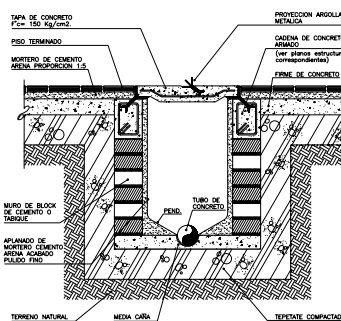 TAPA DE CONCRETO
F'c= 150 Kg/cm2.
PISO TERMINADO
MORTERO DE CEMENTO
ARENA PROPORCION 1:5
PROYECCION ARGOLLA
METALICA
CADENA DE CONCRETO
ARMADO
(ver planos estructur
correspondientes)
FIRME DE CONCRETO
MURO DE BLOCK
DE CEMENTO O
TABIQUE
APLANADO DE
MORTERO CEMENTO
ARENA ACABADO
PULIDO FINO
PEND.
TUBO DE
CONCRETO
TERRENO NATURAL
MEDIA CAÑA
TEPETATE COMPACTAD